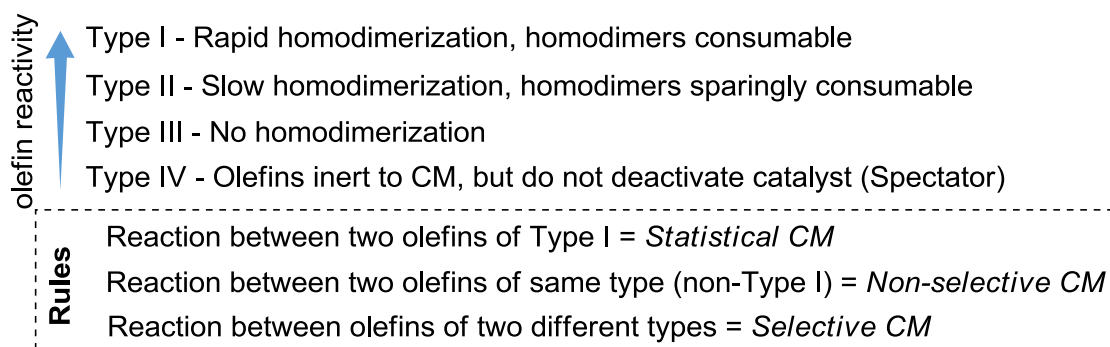 olefin reactivity
Type I - Rapid homodimerization, homodimers consumable
Type II - Slow homodimerization, homodimers sparingly consumable
Type III - No homodimerization
Type IV - Olefins inert to CM, but do not deactivate catalyst (Spectator)
Rules
Reaction between two olefins of Type I = Statistical CM
Reaction between two olefins of same type (non-Type I) = Non-selective CM
Reaction between olefins of two different types = Selective CM